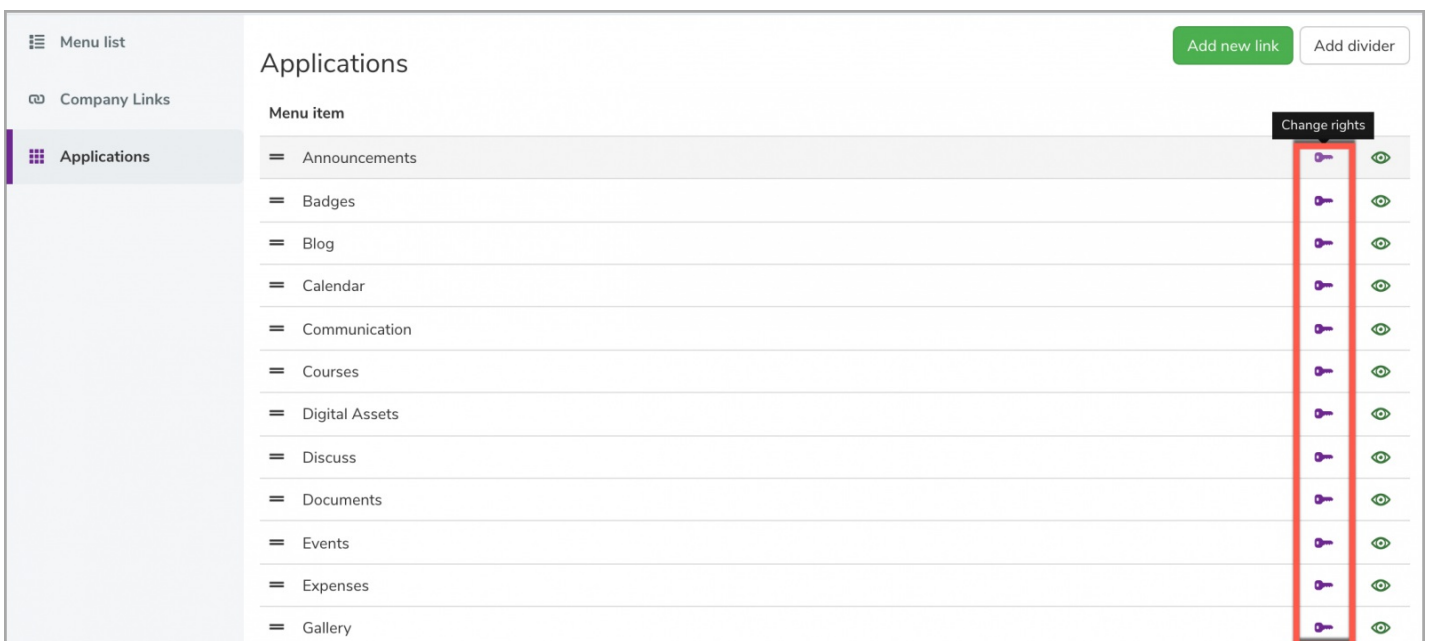 Menu list
Company Links
Applications
Applications
Add new link
Add divider
Menu item
Change rights
Announcements
Badges
Blog
Calendar
Communication
Courses
Digital Assets
Discuss
Documents
Events
Expenses
Gallery